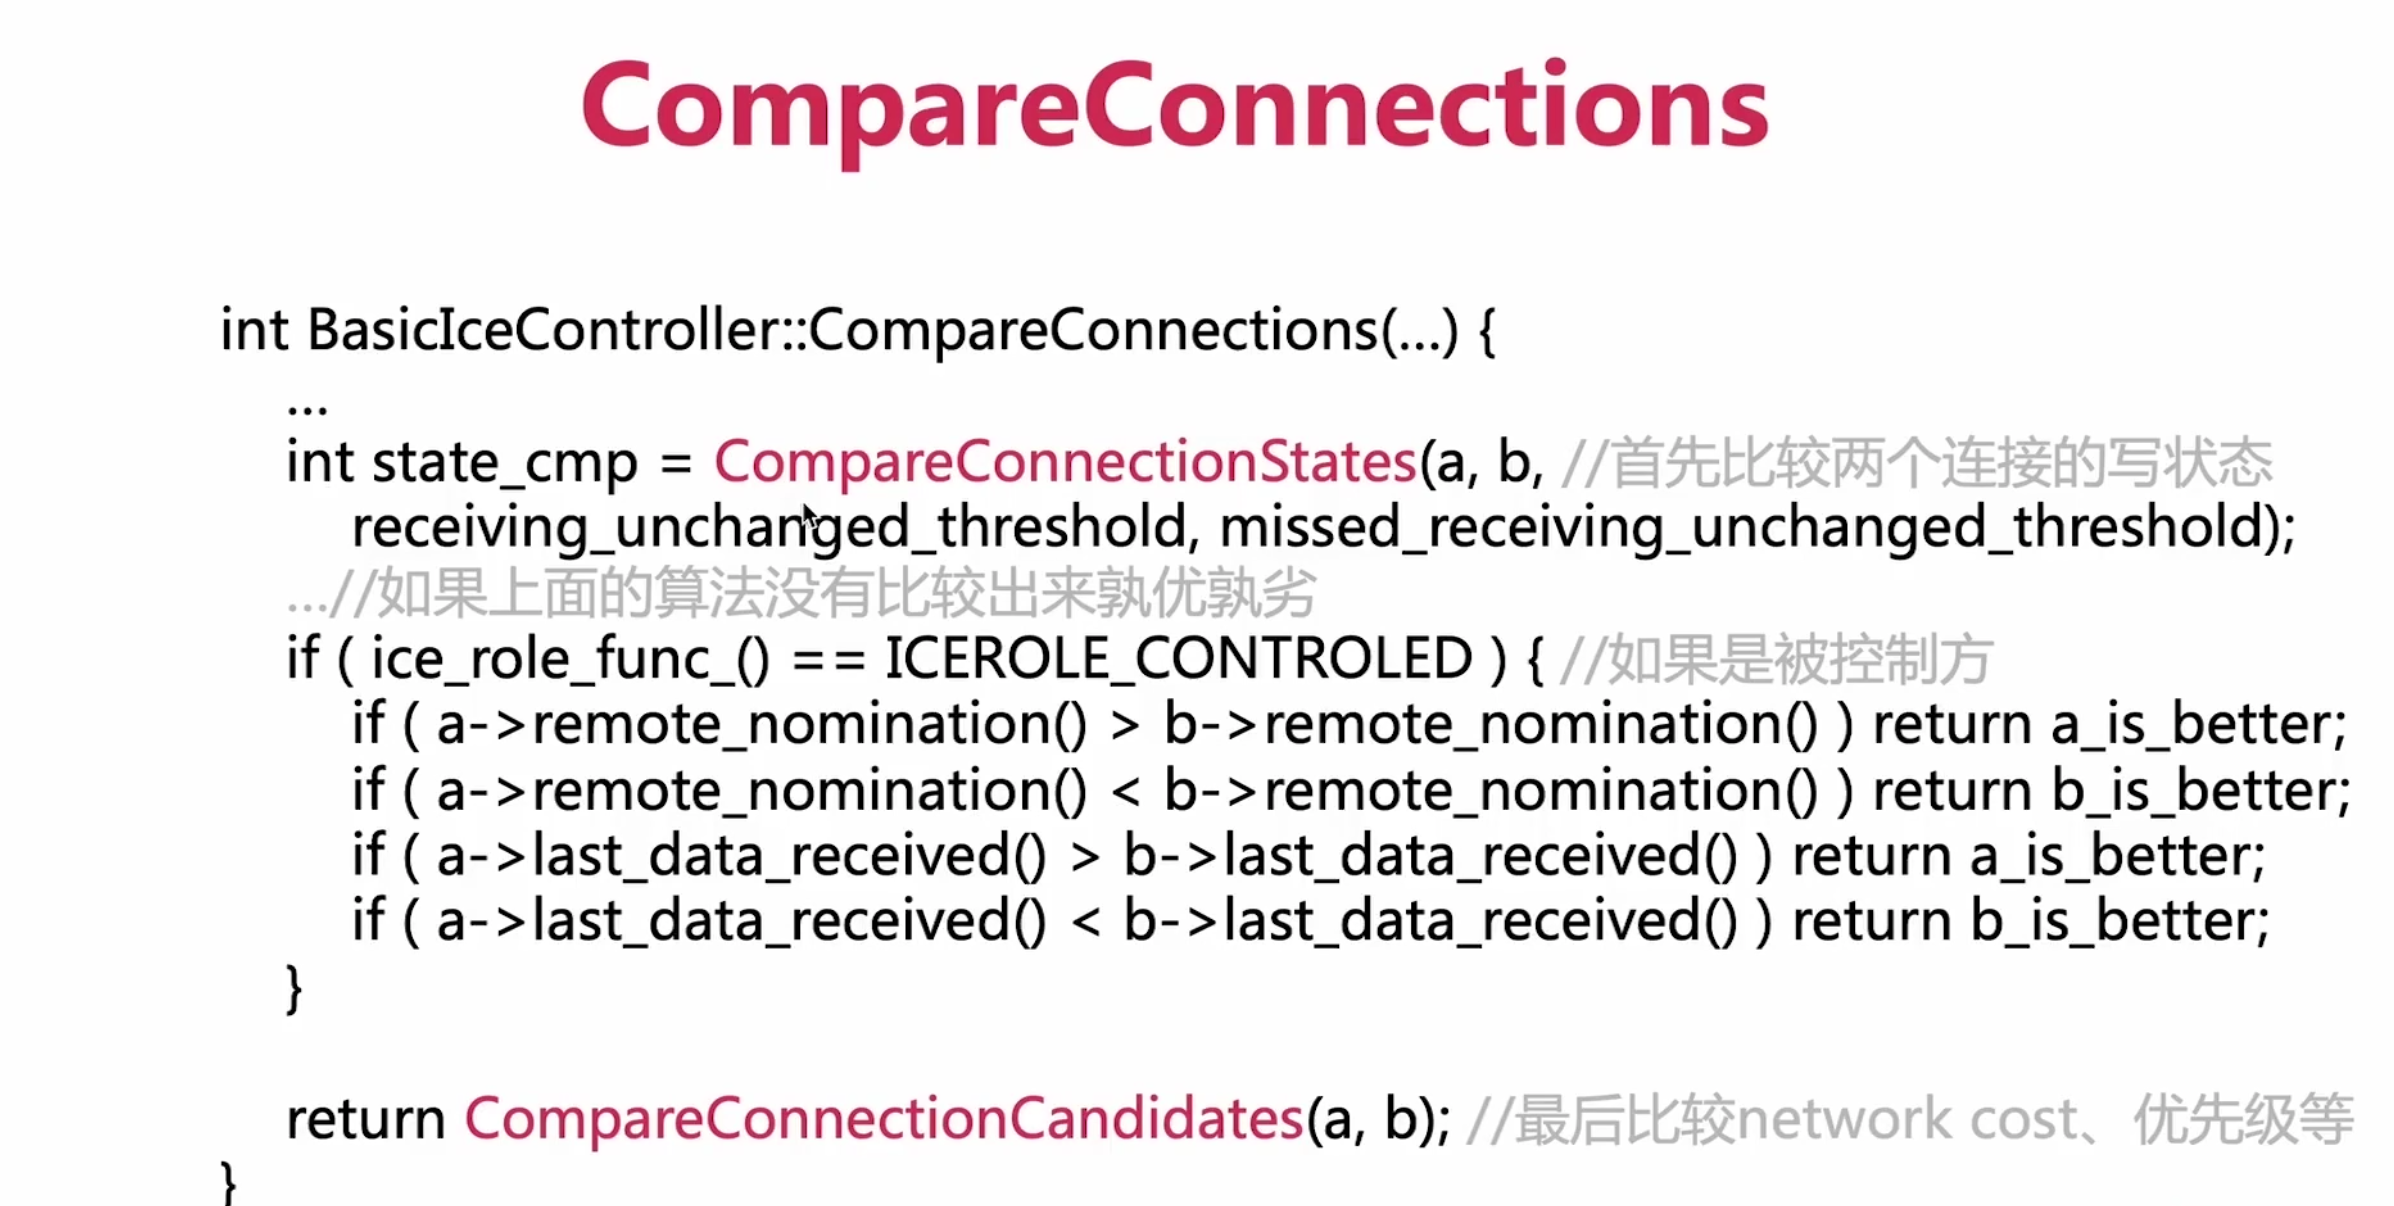 CompareConnections
int BasicIceController::CompareConnections(...) {
...
int state_cmp = CompareConnectionStates(a, b, //首先比较两个连接的写状态
receiving_unchanged_threshold, missed_receiving_unchanged_threshold);
...//如果上面的算法没有比较出来孰优孰劣
if ( ice_role_func_() == ICEROLE_CONTROLED ) { //如果是被控制方
if ( a->remote_nomination() > b->remote_nomination() ) return a_is_better;
if ( a->remote_nomination() < b->remote_nomination() ) return b_is_better;
if ( a->last_data_received() > b->last_data_received() ) return a_is_better;
if ( a->last_data_received() < b->last_data_received() ) return b_is_better;
}
return CompareConnectionCandidates(a, b); //最后比较network cost、优先级等
}